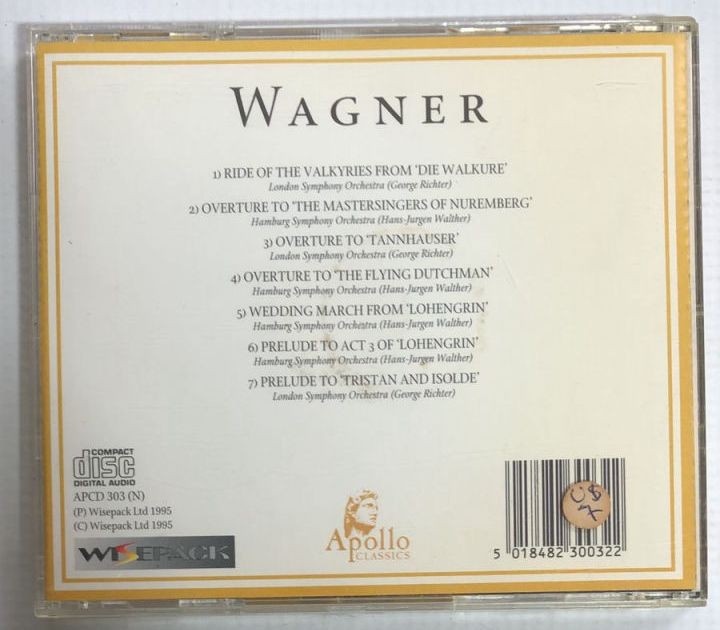 WAGNER
1) RIDE OF THE VALKYRIES FROM 'DIE WALKURE'
London Symphony Orchestra (George Richter)
2) OVERTURE TO 'THE MASTERSINGERS OF NUREMBERG'
Hamburg Symphony Orchestra (Hans-Jurgen Walther)
3) OVERTURE TO 'TANNHAUSER'
London Symphony Orchestra (George Richter)
4) OVERTURE TO 'THE FLYING DUTCHMAN'
Hamburg Symphony Orchestra (Hans-Jurgen Walther)
5) WEDDING MARCH FROM 'LOHENGRIN'
Hamburg Symphony Orchestra (Hans-Jurgen Walther)
6) PRELUDE TO ACT 3 OF 'LOHENGRIN'
Hamburg Symphony Orchestra (Hans-Jurgen Walther)
7) PRELUDE TO 'TRISTAN AND ISOLDE'
London Symphony Orchestra (George Richter)
COMPACT
disc
DIGITAL AUDIO
APCD 303 (N)
(P) Wisepack Ltd 1995
(C) Wisepack Ltd 1995
WISEPACK
Apollo
CLASSICS
US
7
5 018482 300322